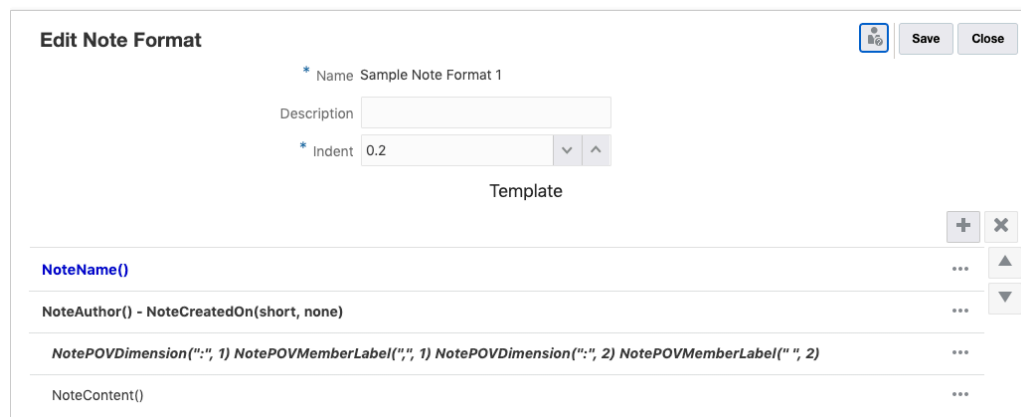 Edit Note Format
Save
Close
* Name Sample Note Format 1
Description
* Indent 0.2
Template
NoteName()
NoteAuthor() - NoteCreatedOn(short, none)
NotePOVDimension(":", 1) NotePOVMemberLabel(",", 1) NotePOVDimension(":", 2) NotePOVMemberLabel(" ", 2)
NoteContent()